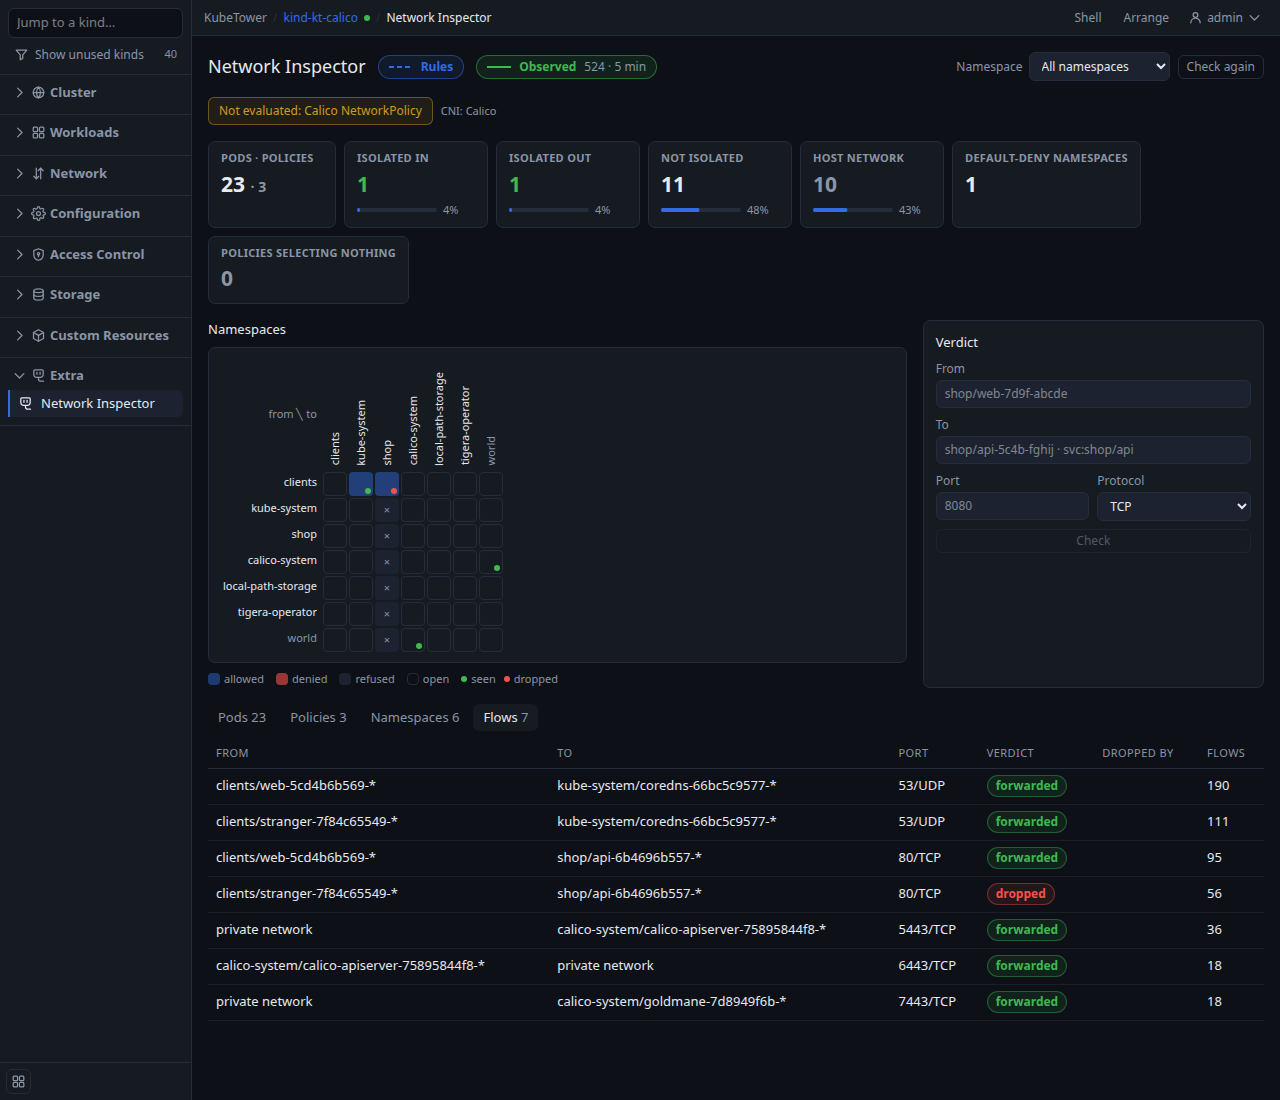 Jump to a kind...
Show unused kinds 40
Cluster
Workloads
Network
Configuration
Access Control
Storage
Custom Resources
Extra
Network Inspector
KubeTower / kind-kt-calico / Network Inspector
Shell Arrange admin
Network Inspector Rules Observed 524 · 5 min
Namespace All namespaces Check again
Not evaluated: Calico NetworkPolicy CNI: Calico
PODS · POLICIES
23 · 3
ISOLATED IN
1
4%
ISOLATED OUT
1
4%
NOT ISOLATED
11
48%
HOST NETWORK
10
43%
DEFAULT-DENY NAMESPACES
1
POLICIES SELECTING NOTHING
0
Namespaces
from ╲ to
clients
kube-system
shop
calico-system
local-path-storage
tigera-operator
world
clients
kube-system ×
shop ×
calico-system ×
local-path-storage ×
tigera-operator ×
world ×
allowed denied refused open seen dropped
Verdict
From
shop/web-7d9f-abcde
To
shop/api-5c4b-fghij · svc:shop/api
Port Protocol
8080 TCP
Check
Pods 23 Policies 3 Namespaces 6 Flows 7
FROM TO PORT VERDICT DROPPED BY FLOWS
clients/web-5cd4b6b569-* kube-system/coredns-66bc5c9577-* 53/UDP forwarded 190
clients/stranger-7f84c65549-* kube-system/coredns-66bc5c9577-* 53/UDP forwarded 111
clients/web-5cd4b6b569-* shop/api-6b4696b557-* 80/TCP forwarded 95
clients/stranger-7f84c65549-* shop/api-6b4696b557-* 80/TCP dropped 56
private network calico-system/calico-apiserver-75895844f8-* 5443/TCP forwarded 36
calico-system/calico-apiserver-75895844f8-* private network 6443/TCP forwarded 18
private network calico-system/goldmane-7d8949f6b-* 7443/TCP forwarded 18